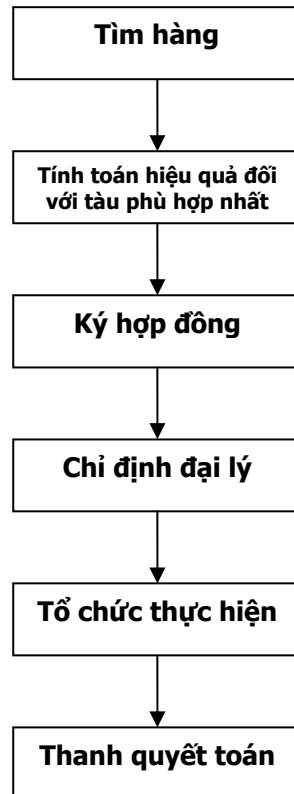 Tìm hàng
Tính toán hiệu quả đối
với tàu phù hợp nhất
Ký hợp đồng
Chỉ định đại lý
Tổ chức thực hiện
Thanh quyết toán